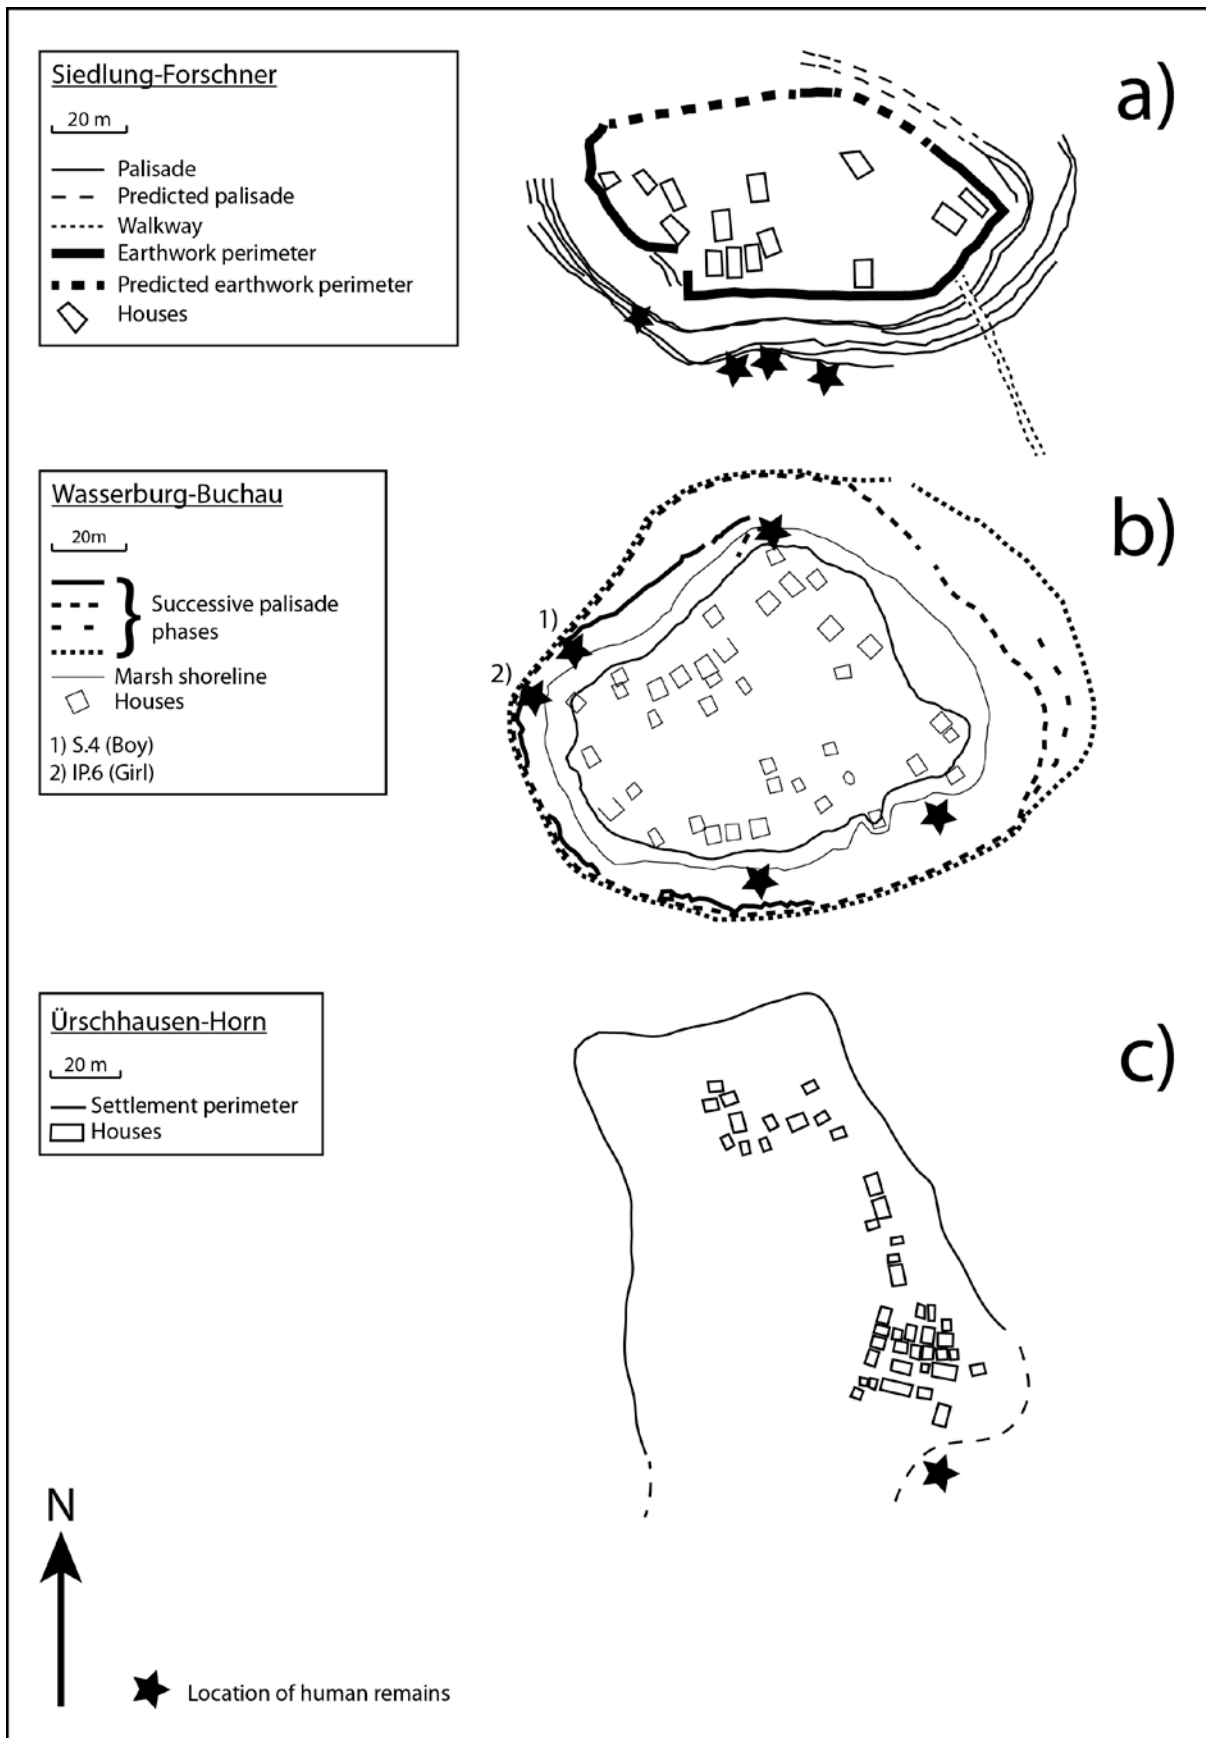 a)
Siedlung-Forschner
20 m
Palisade
Predicted palisade
Walkway
Earthwork perimeter
Predicted earthwork perimeter
Houses
b)
Wasserburg-Buchau
20m
Successive palisade
phases
Marsh shoreline
Houses
1) S.4 (Boy)
2) IP.6 (Girl)
1)
2)
c)
Ürschhausen-Horn
20 m
Settlement perimeter
Houses
N
Location of human remains